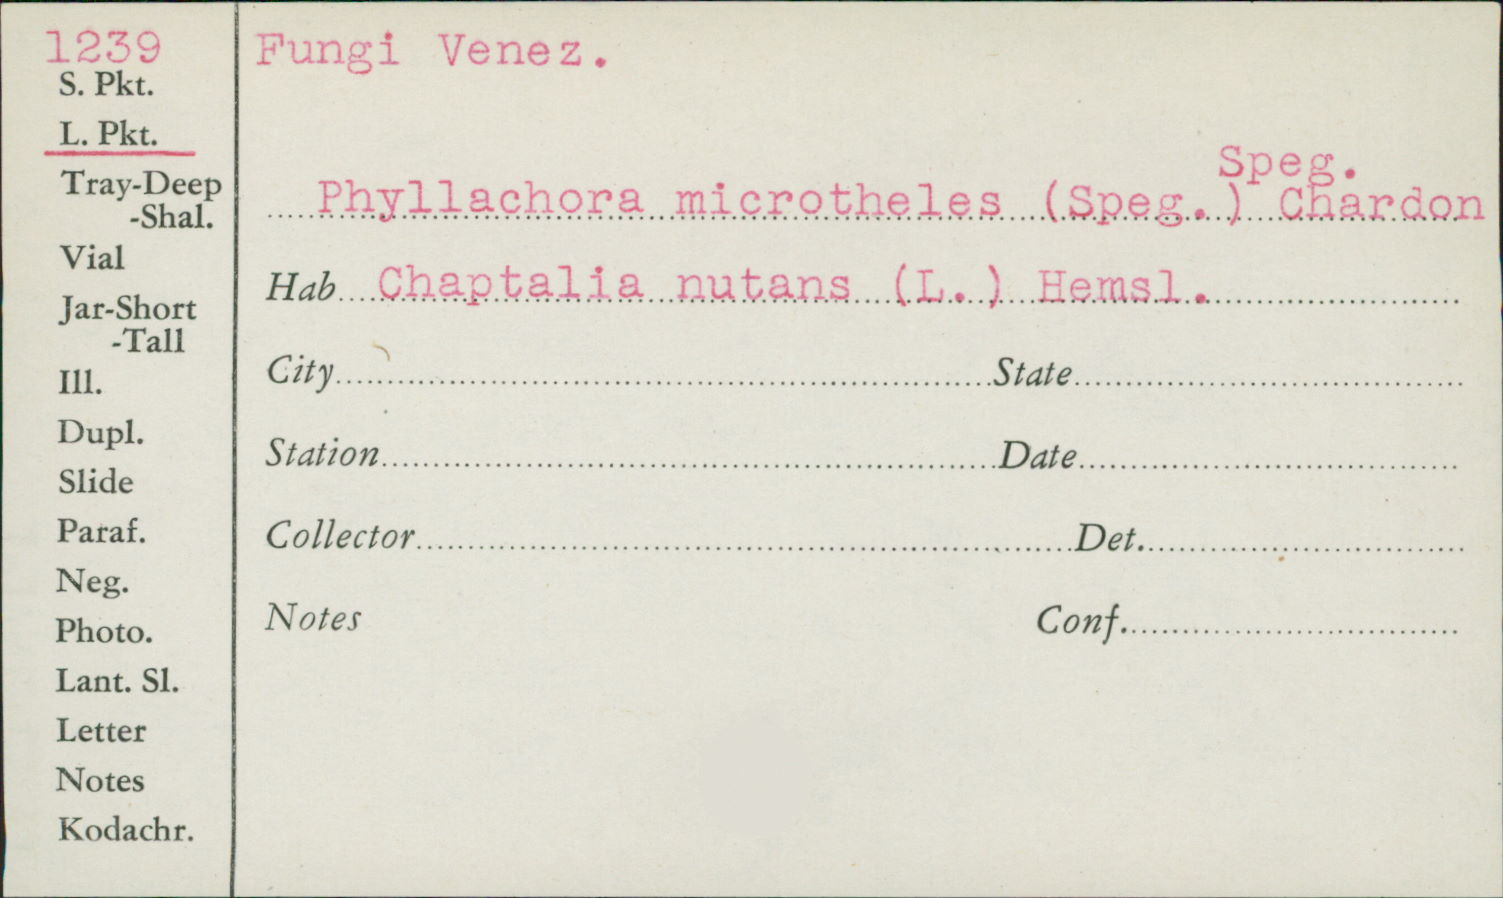 1239
S. Pkt.
L. Pkt.
Tray-Deep
-Shal.
Vial
Jar-Short
-Tall
Ill.
Dupl.
Slide
Paraf.
Neg.
Photo.
Lant. Sl.
Letter
Notes
Kodachr.
Fungi Venez.
Speg.
Phyllachora microtheles (Speg.) Chardon
Hab Chaptalia nutans (L.) Hemsl.
City State
Station Date
Collector Det.
Notes Conf.